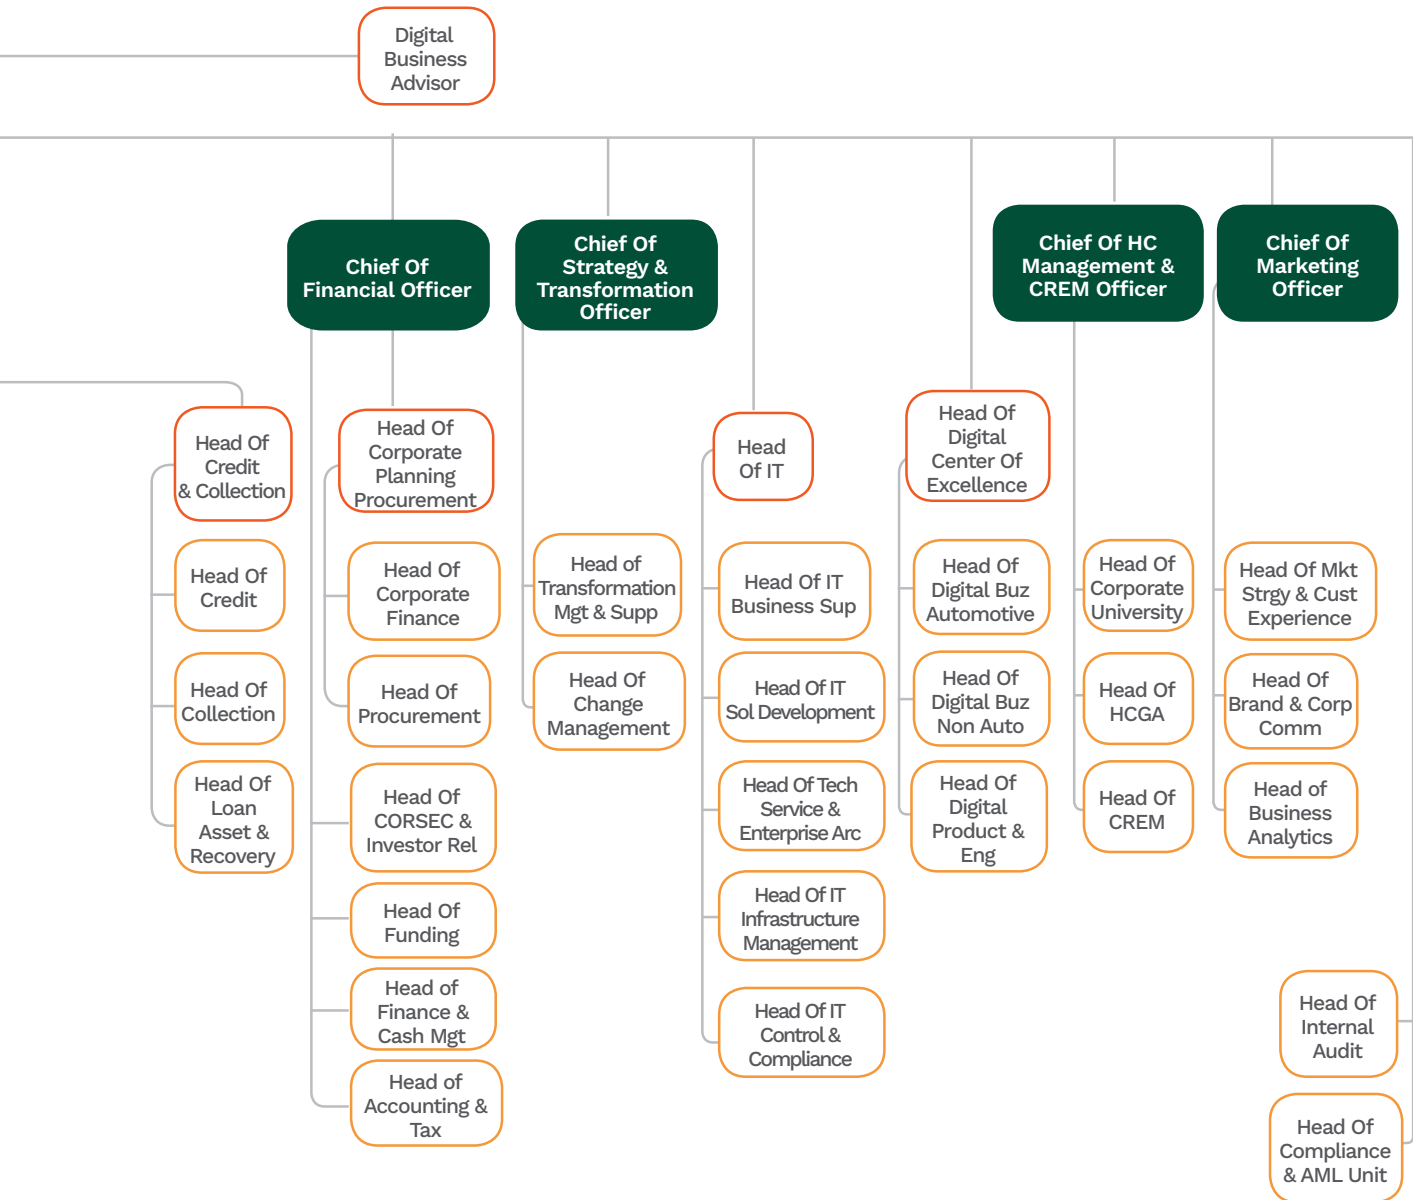 Digital
Business
Advisor
Chief Of
Financial Officer
Chief Of
Strategy &
Transformation
Officer
Chief Of HC
Management &
CREM Officer
Chief Of
Marketing
Officer
Head Of
Credit
& Collection
Head Of
Credit
Head Of
Collection
Head Of
Loan
Asset &
Recovery
Head Of
Corporate
Planning
Procurement
Head Of
Corporate
Finance
Head Of
Procurement
Head Of
CORSEC &
Investor Rel
Head Of
Funding
Head of
Finance &
Cash Mgt
Head of
Accounting &
Tax
Head of
Transformation
Mgt & Supp
Head Of
Change
Management
Head
Of IT
Head Of IT
Business Sup
Head Of IT
Sol Development
Head Of Tech
Service &
Enterprise Arc
Head Of IT
Infrastructure
Management
Head Of IT
Control &
Compliance
Head Of
Digital
Center Of
Excellence
Head Of
Digital Buz
Automotive
Head Of
Digital Buz
Non Auto
Head Of
Digital
Product &
Eng
Head Of
Corporate
University
Head Of
HCGA
Head Of
CREM
Head Of Mkt
Strgy & Cust
Experience
Head Of
Brand & Corp
Comm
Head of
Business
Analytics
Head Of
Internal
Audit
Head Of
Compliance
& AML Unit